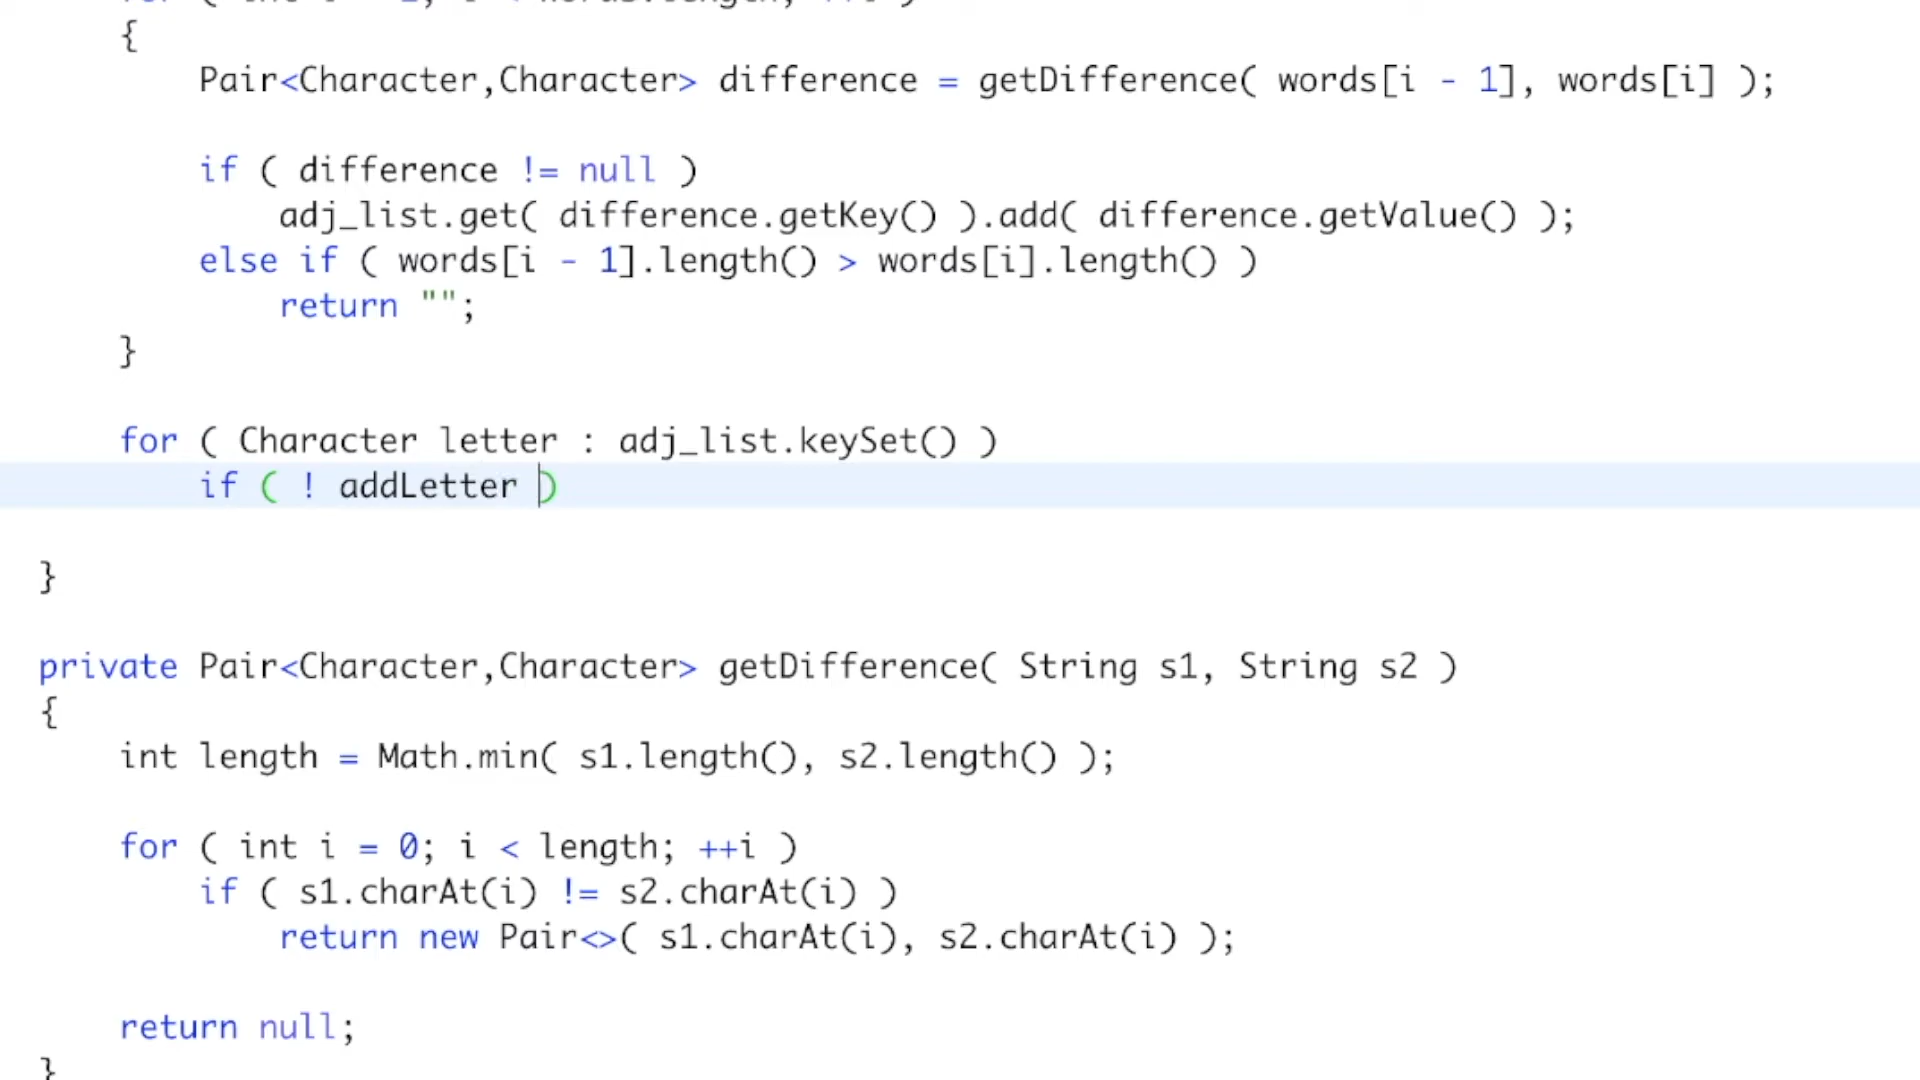 {
Pair<Character,Character> difference = getDifference( words[i - 1], words[i] );
if ( difference != null )
adj_list.get( difference.getKey() ).add( difference.getValue() );
else if ( words[i - 1].length() > words[i].length() )
return "";
}
for ( Character letter : adj_list.keySet() )
if ( ! addLetter )
}
private Pair<Character,Character> getDifference( String s1, String s2 )
{
int length = Math.min( s1.length(), s2.length() );
for ( int i = 0; i < length; ++i )
if ( s1.charAt(i) != s2.charAt(i) )
return new Pair<>( s1.charAt(i), s2.charAt(i) );
return null;
}